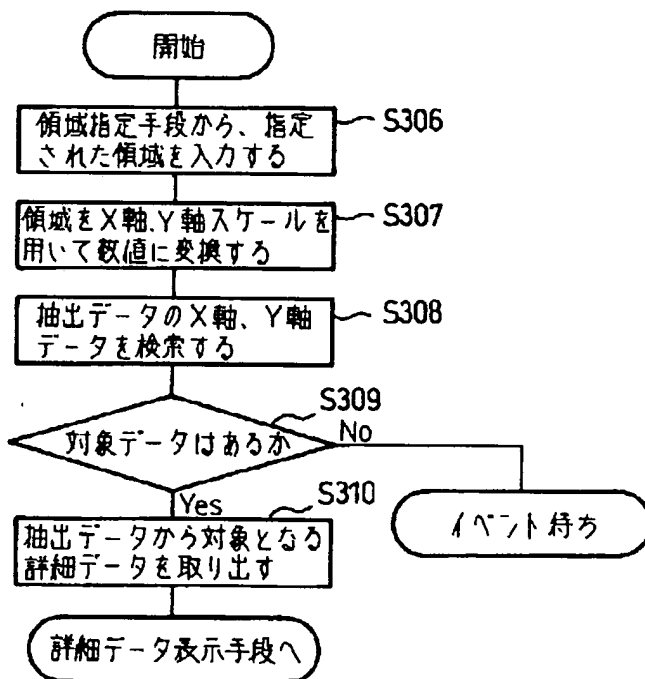 開始
領域指定手段から、指定
された領域を入力する
S306
領域をX軸、Y軸スケールを
用いて数値に変換する
S307
抽出データのX軸、Y軸
データを検索する
S308
S309
対象データはあるか
No
Yes
S310
抽出データから対象となる
詳細データを取り出す
イベント待ち
詳細データ表示手段へ